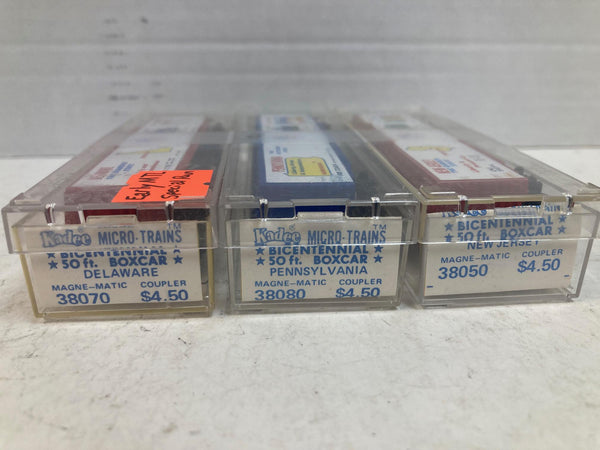 Early MTL
Special Run
Kadee MICRO-TRAINS TM
BICENTENNIAL
★ 50 ft. BOXCAR ★
DELAWARE
MAGNE-MATIC COUPLER
38070 $4.50
Kadee MICRO-TRAINS TM
★ BICENTENNIAL ★
★ 50 ft. BOXCAR ★
PENNSYLVANIA
MAGNE-MATIC COUPLER
38080 $4.50
★ BICENTENNIAL ★
★ 50 ft. BOXCAR ★
NEW JERSEY
MAGNE-MATIC COUPLER
38050 $4.50